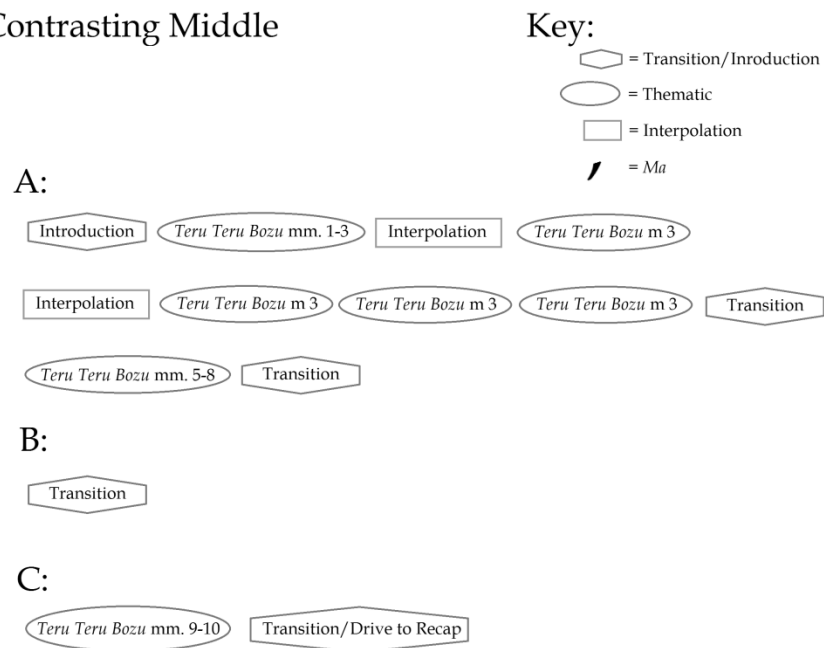 Contrasting Middle
Key:
= Transition/Inroduction
= Thematic
= Interpolation
= Ma
A:
Introduction Teru Teru Bozu mm. 1-3 Interpolation Teru Teru Bozu m 3
Interpolation Teru Teru Bozu m 3 Teru Teru Bozu m 3 Teru Teru Bozu m 3 Transition
Teru Teru Bozu mm. 5-8 Transition
B:
Transition
C:
Teru Teru Bozu mm. 9-10 Transition/Drive to Recap